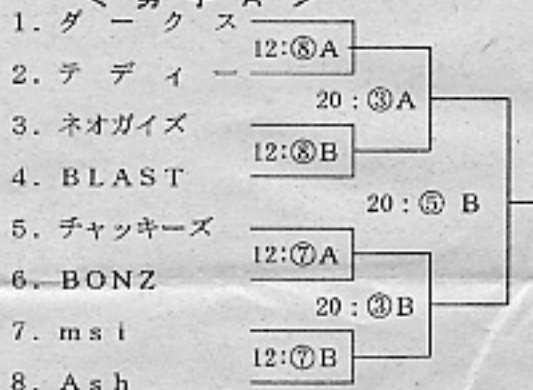 1. ダークス
12:⑧A
2. テディー
20:③A
3. ネオガイズ
12:⑧B
4. BLAST
20:⑤ B
5. チャッキーズ
12:⑦A
6. BONZ
20:③B
7. msi
12:⑦B
8. Ash